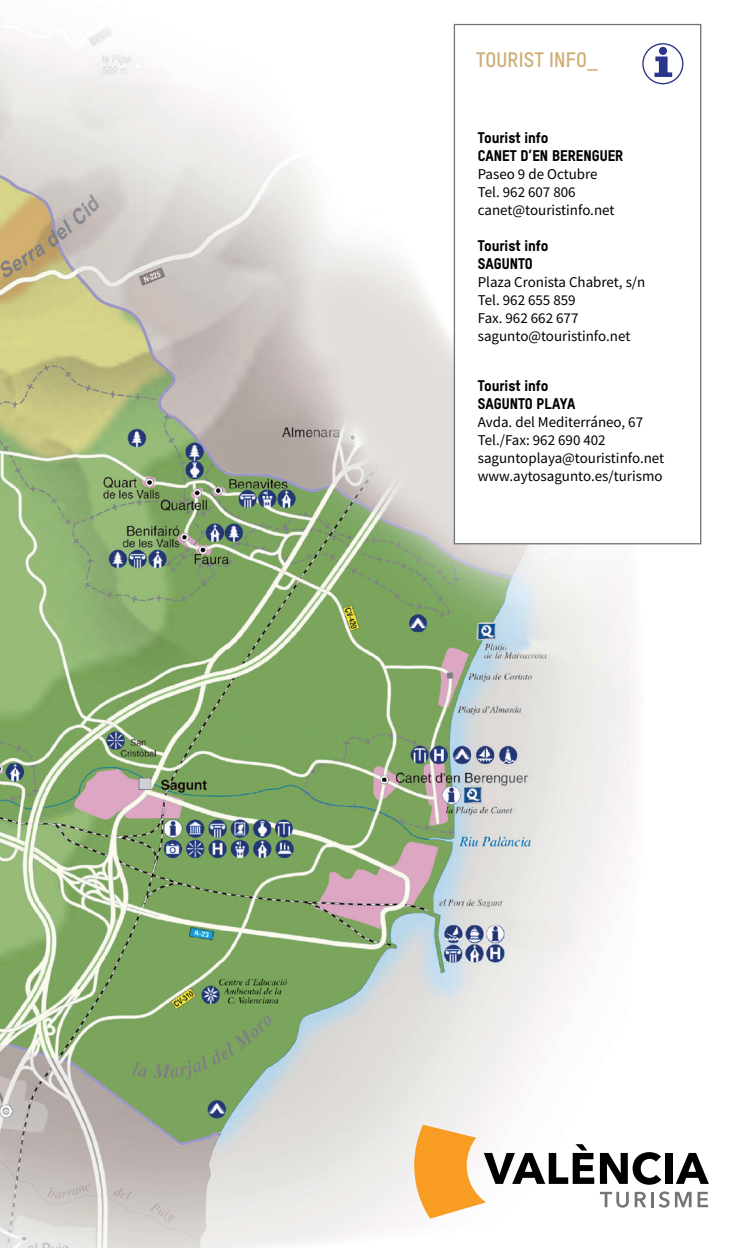 la Pipa
569 m
Serra del Cid
N-225
Almenara
Quart
de les Valls
Quartell
Benavites
Benifairó
de les Valls
Faura
CV-320
Platja
de la Malvarrosa
Platja de Corinto
Platja d'Almardà
San
Cristóbal
Sagunt
Canet d'en Berenguer
la Platja de Canet
Riu Palància
el Port de Sagunt
A-23
CV-310
Centre d'Educació
Ambiental de la
C. Valenciana
la Marjal del Moro
barranc del Puig
el Puig
TOURIST INFO_
Tourist info
CANET D'EN BERENGUER
Paseo 9 de Octubre
Tel. 962 607 806
canet@touristinfo.net
Tourist info
SAGUNTO
Plaza Cronista Chabret, s/n
Tel. 962 655 859
Fax. 962 662 677
sagunto@touristinfo.net
Tourist info
SAGUNTO PLAYA
Avda. del Mediterráneo, 67
Tel./Fax: 962 690 402
saguntoplaya@touristinfo.net
www.aytosagunto.es/turismo
VALÈNCIA
TURISME